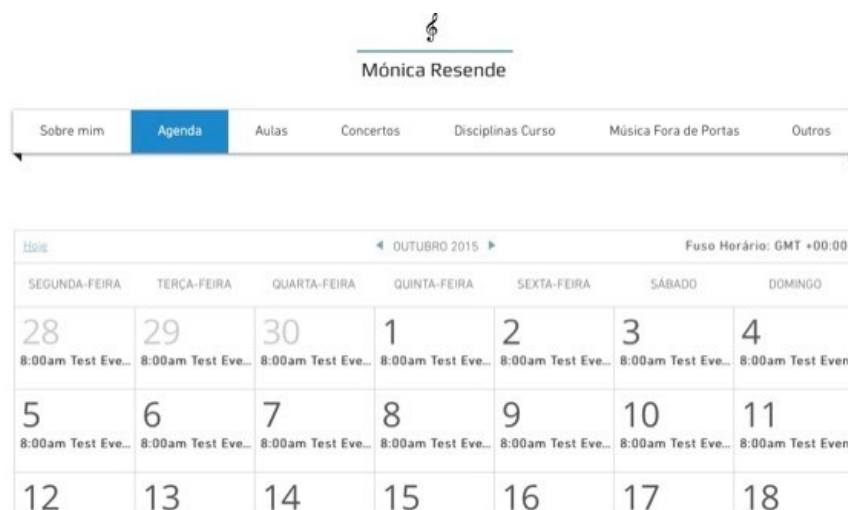 Mónica Resende
Sobre mim Agenda Aulas Concertos Disciplinas Curso Música Fora de Portas Outros
Hoje OUTUBRO 2015 Fuso Horário: GMT +00:00
SEGUNDA-FEIRA TERÇA-FEIRA QUARTA-FEIRA QUINTA-FEIRA SEXTA-FEIRA SÁBADO DOMINGO
28 29 30 1 2 3 4
8:00am Test Eve... 8:00am Test Eve... 8:00am Test Eve... 8:00am Test Eve... 8:00am Test Eve... 8:00am Test Eve... 8:00am Test Even
5 6 7 8 9 10 11
8:00am Test Eve... 8:00am Test Eve... 8:00am Test Eve... 8:00am Test Eve... 8:00am Test Eve... 8:00am Test Eve... 8:00am Test Even
12 13 14 15 16 17 18